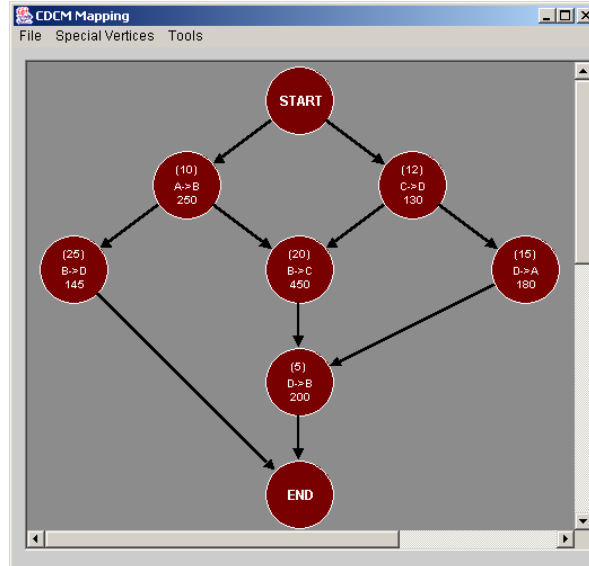 CDCM Mapping
File Special Vertices Tools
START
(10)
A->B
250
(12)
C->D
130
(25)
B->D
145
(20)
B->C
450
(15)
D->A
180
(5)
D->B
200
END